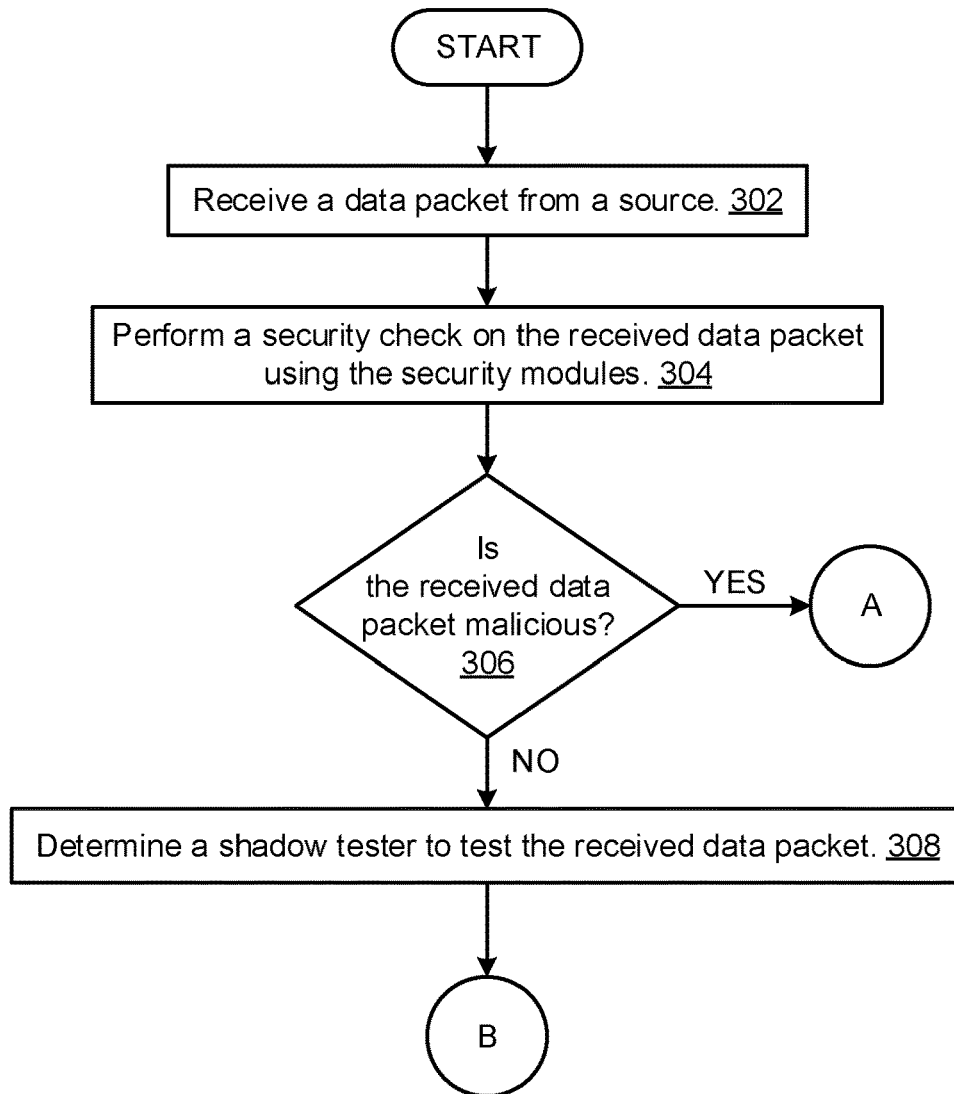 START
Receive a data packet from a source. 302
Perform a security check on the received data packet
using the security modules. 304
Is
the received data
packet malicious?
306
YES
A
NO
Determine a shadow tester to test the received data packet. 308
B